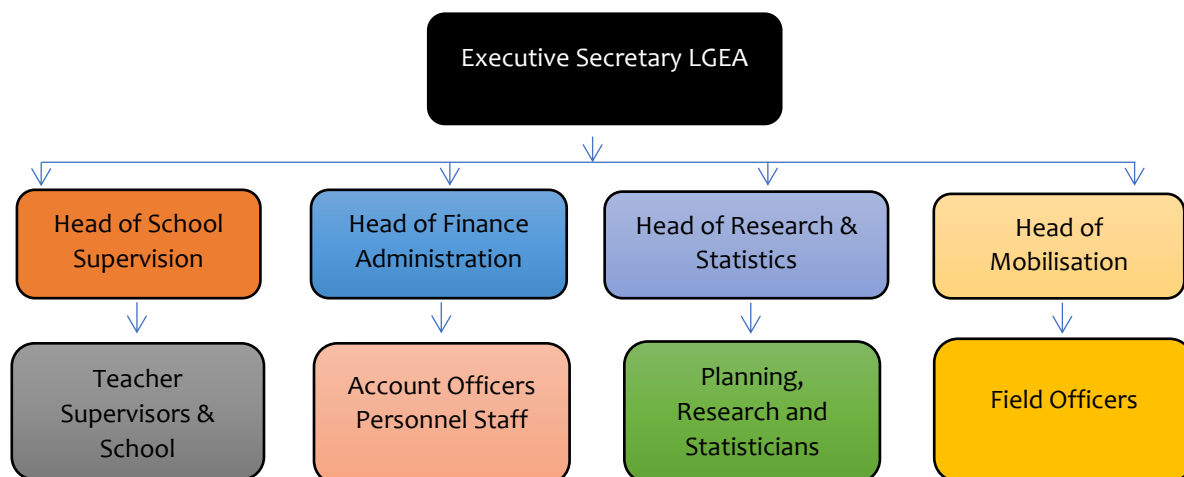 Executive Secretary LGEA
Head of School
Supervision
Head of Finance
Administration
Head of Research &
Statistics
Head of
Mobilisation
Teacher
Supervisors &
School
Account Officers
Personnel Staff
Planning,
Research and
Statisticians
Field Officers